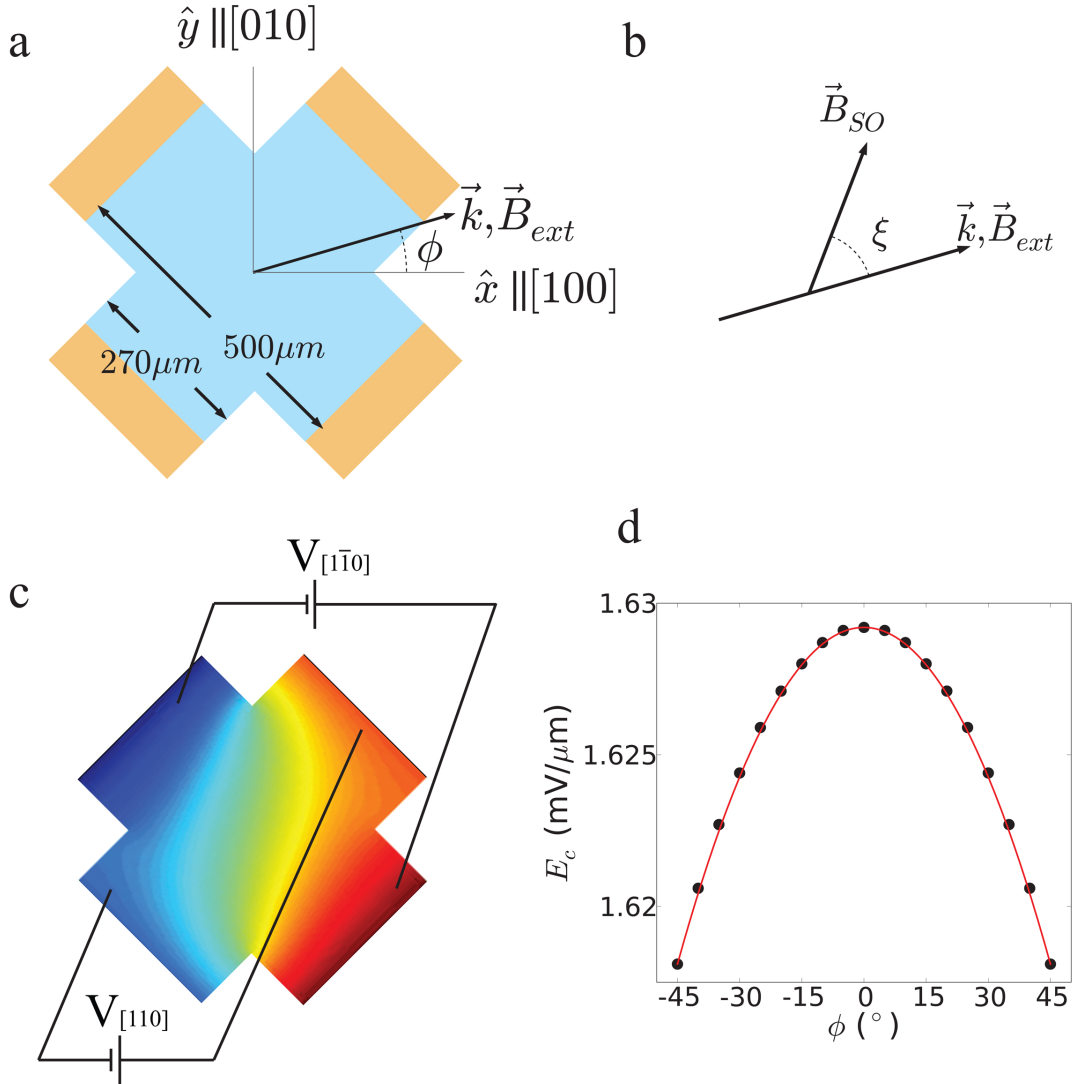 a
ŷ ||[010]
k⃗,B⃗ext
ϕ
x̂ ||[100]
500μm
270μm
b
B⃗SO
ξ
k⃗,B⃗ext
c
V[11̄0]
V[110]
d
1.63
1.625
1.62
Ec (mV/μm)
-45 -30 -15 0 15 30 45
ϕ (°)